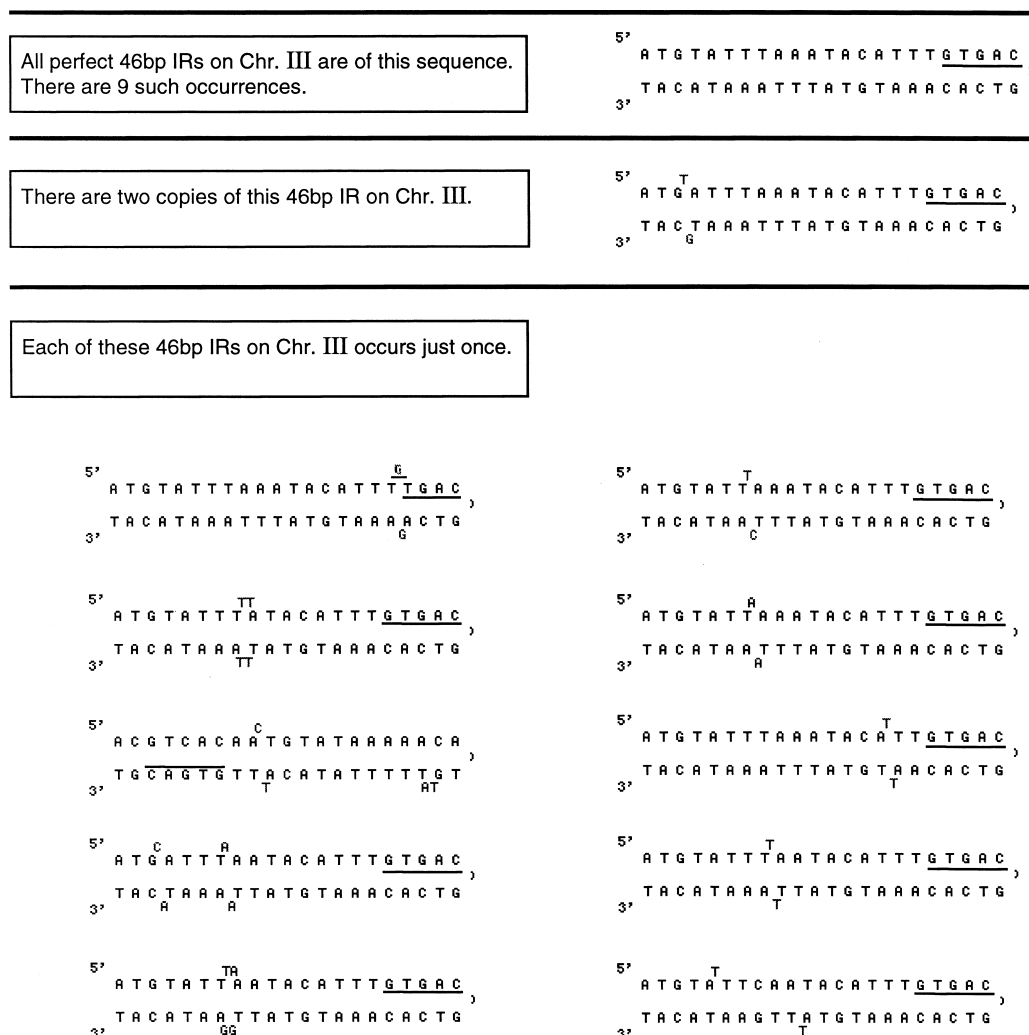 All perfect 46bp IRs on Chr. III are of this sequence.
There are 9 such occurrences.
5'
A T G T A T T T A A A T A C A T T T G T G A C
T A C A T A A A T T T A T G T A A A C A C T G
3'
There are two copies of this 46bp IR on Chr. III.
5'
T
A T G A T T T A A A T A C A T T T G T G A C
T A C T A A A T T T A T G T A A A C A C T G
G
3'
Each of these 46bp IRs on Chr. III occurs just once.
5'
G
A T G T A T T T A A A T A C A T T T T G A C
T A C A T A A A T T T A T G T A A A A C T G
G
3'
5'
T
A T G T A T T A A A T A C A T T T G T G A C
T A C A T A A T T T A T G T A A A C A C T G
C
3'
5'
TT
A T G T A T T T A T A C A T T T G T G A C
T A C A T A A A T A T G T A A A C A C T G
TT
3'
5'
A
A T G T A T T A A A T A C A T T T G T G A C
T A C A T A A T T T A T G T A A A C A C T G
A
3'
5'
C
A C G T C A C A A T G T A T A A A A A C A
T G C A G T G T T A C A T A T T T T T G T
T AT
3'
5'
T
A T G T A T T T A A A T A C A T T G T G A C
T A C A T A A A T T T A T G T A A C A C T G
T
3'
5'
C A
A T G A T T T A A T A C A T T T G T G A C
T A C T A A A T T A T G T A A A C A C T G
A A
3'
5'
T
A T G T A T T T A A T A C A T T T G T G A C
T A C A T A A A T T A T G T A A A C A C T G
T
3'
5'
TA
A T G T A T T A A T A C A T T T G T G A C
T A C A T A A T T A T G T A A A C A C T G
GG
3'
5'
T
A T G T A T T C A A T A C A T T T G T G A C
T A C A T A A G T T A T G T A A A C A C T G
T
3'